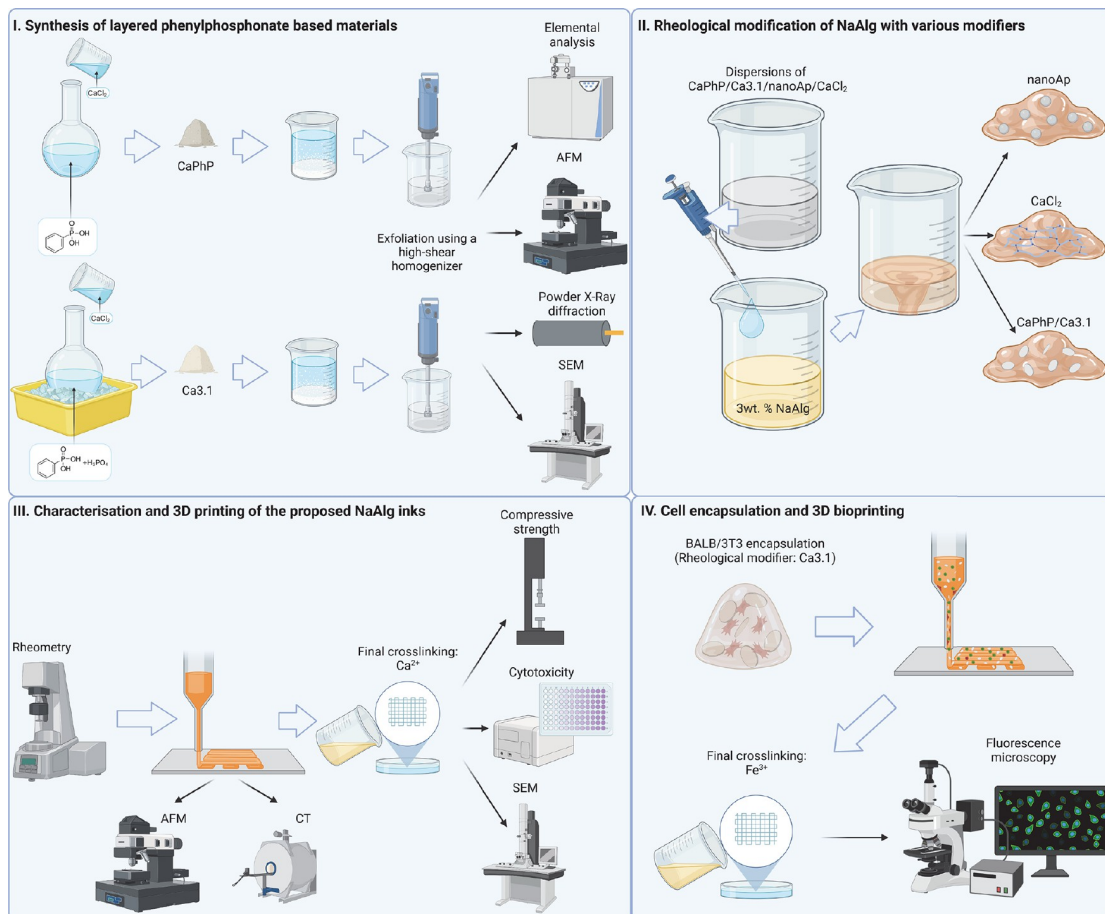 I. Synthesis of layered phenylphosphonate based materials
CaCl₂
CaPhP
O
P
OH
OH
Exfoliation using a
high-shear
homogenizer
Elemental
analysis
AFM
CaCl₂
Ca3.1
O
P
OH
OH
+H₃PO₄
Powder X-Ray
diffraction
SEM
II. Rheological modification of NaAlg with various modifiers
Dispersions of
CaPhP/Ca3.1/nanoAp/CaCl₂
3wt. % NaAlg
nanoAp
CaCl₂
CaPhP/Ca3.1
III. Characterisation and 3D printing of the proposed NaAlg inks
Rheometry
AFM
CT
Final crosslinking:
Ca²⁺
Compressive
strength
Cytotoxicity
SEM
IV. Cell encapsulation and 3D bioprinting
BALB/3T3 encapsulation
(Rheological modifier: Ca3.1)
Final crosslinking:
Fe³⁺
Fluorescence
microscopy